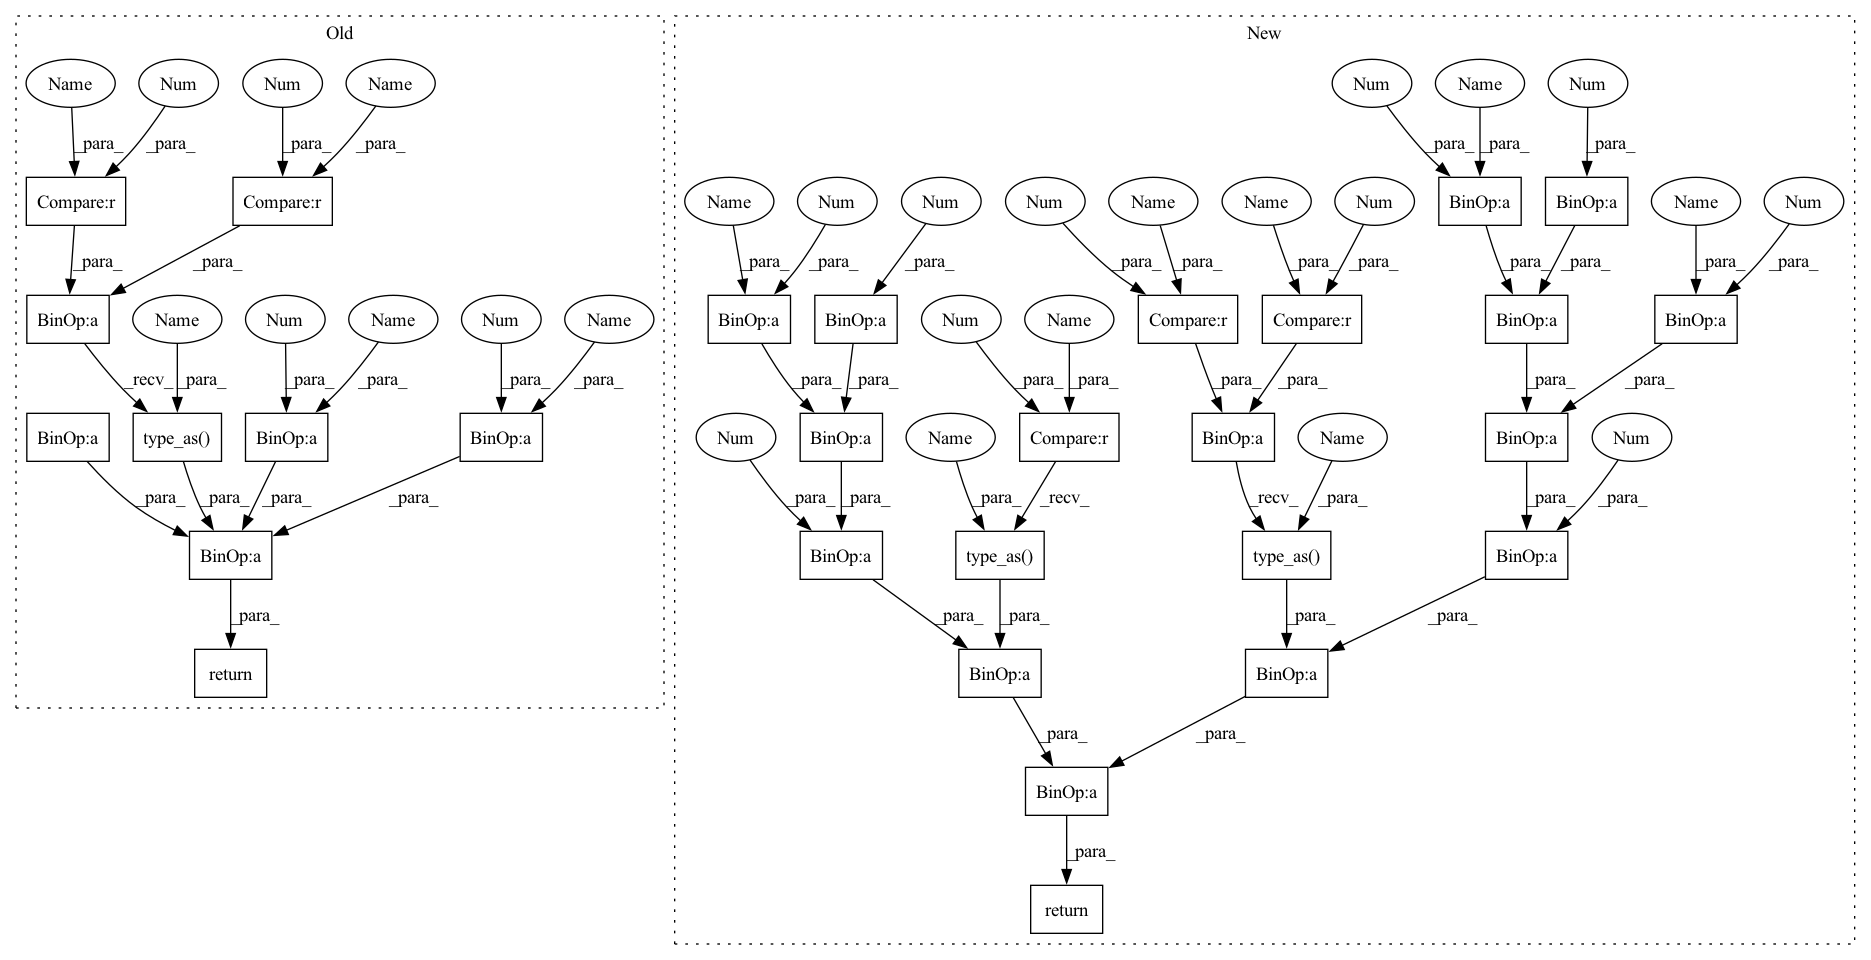 Old
New
Name Num Num Name
Num Name Num
_para_ _para_ _para_ _para_
_para_ _para_ _para_
Compare:r Compare:r
Name Num Num Num Name Name Num BinOp:a BinOp:a Name Num
_para_ _para_
_para_ _para_ _para_ _para_ _para_ _para_ _para_ _para_ _para_ _para_ _para_
BinOp:a Name Num Name Num Name
BinOp:a BinOp:a Num Name Compare:r Compare:r BinOp:a BinOp:a
_recv_ _para_ _para_ _para_ _para_ _para_
_para_ _para_ _para_ _para_ _para_ _para_ _para_ _para_
BinOp:a type_as() BinOp:a BinOp:a
Num BinOp:a Name Compare:r BinOp:a Name BinOp:a Num
_para_ _para_ _para_ _para_
_para_ _para_ _para_ _recv_ _recv_ _para_ _para_ _para_
BinOp:a
BinOp:a type_as() type_as() BinOp:a
_para_
_para_ _para_ _para_ _para_
return
BinOp:a BinOp:a
_para_ _para_
BinOp:a
_para_
return